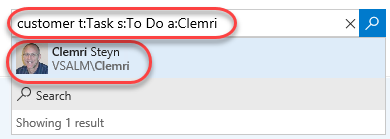 customer t:Task s:To Do a:Clemri
Clemri Steyn
VSALM\Clemri
Search
Showing 1 result